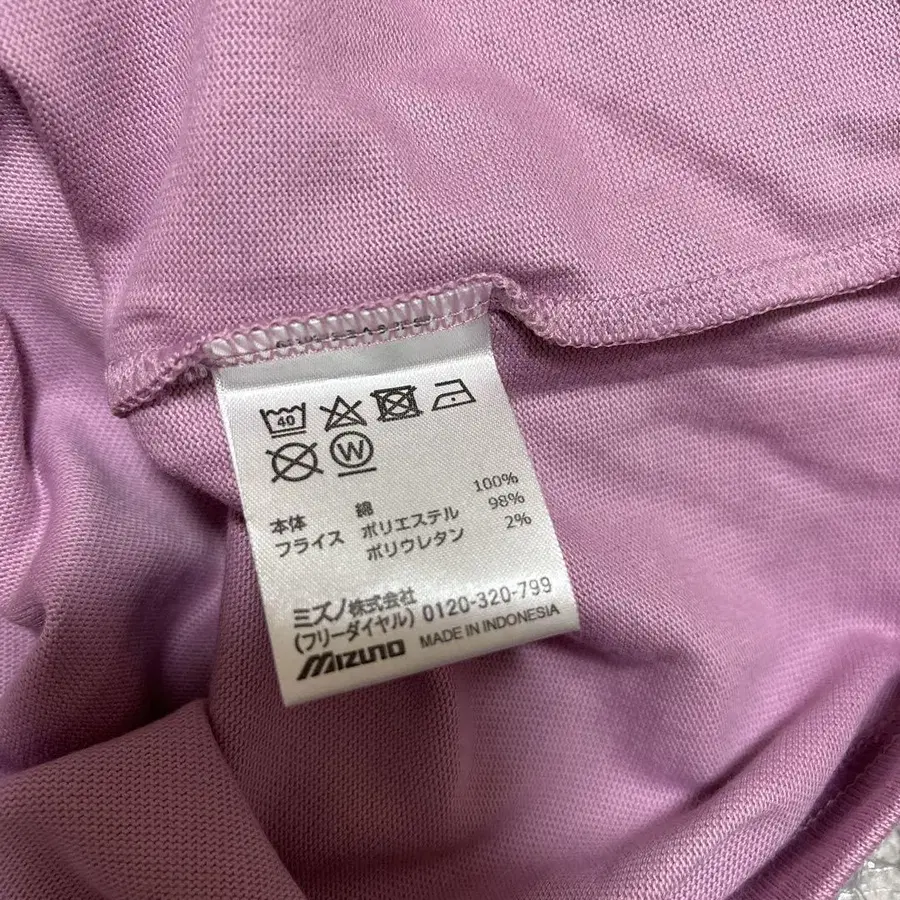 40
W
本体 綿 100%
フライス ポリエステル 98%
ポリウレタン 2%
ミズノ株式会社
(フリーダイヤル) 0120-320-799
MIZUNO MADE IN INDONESIA